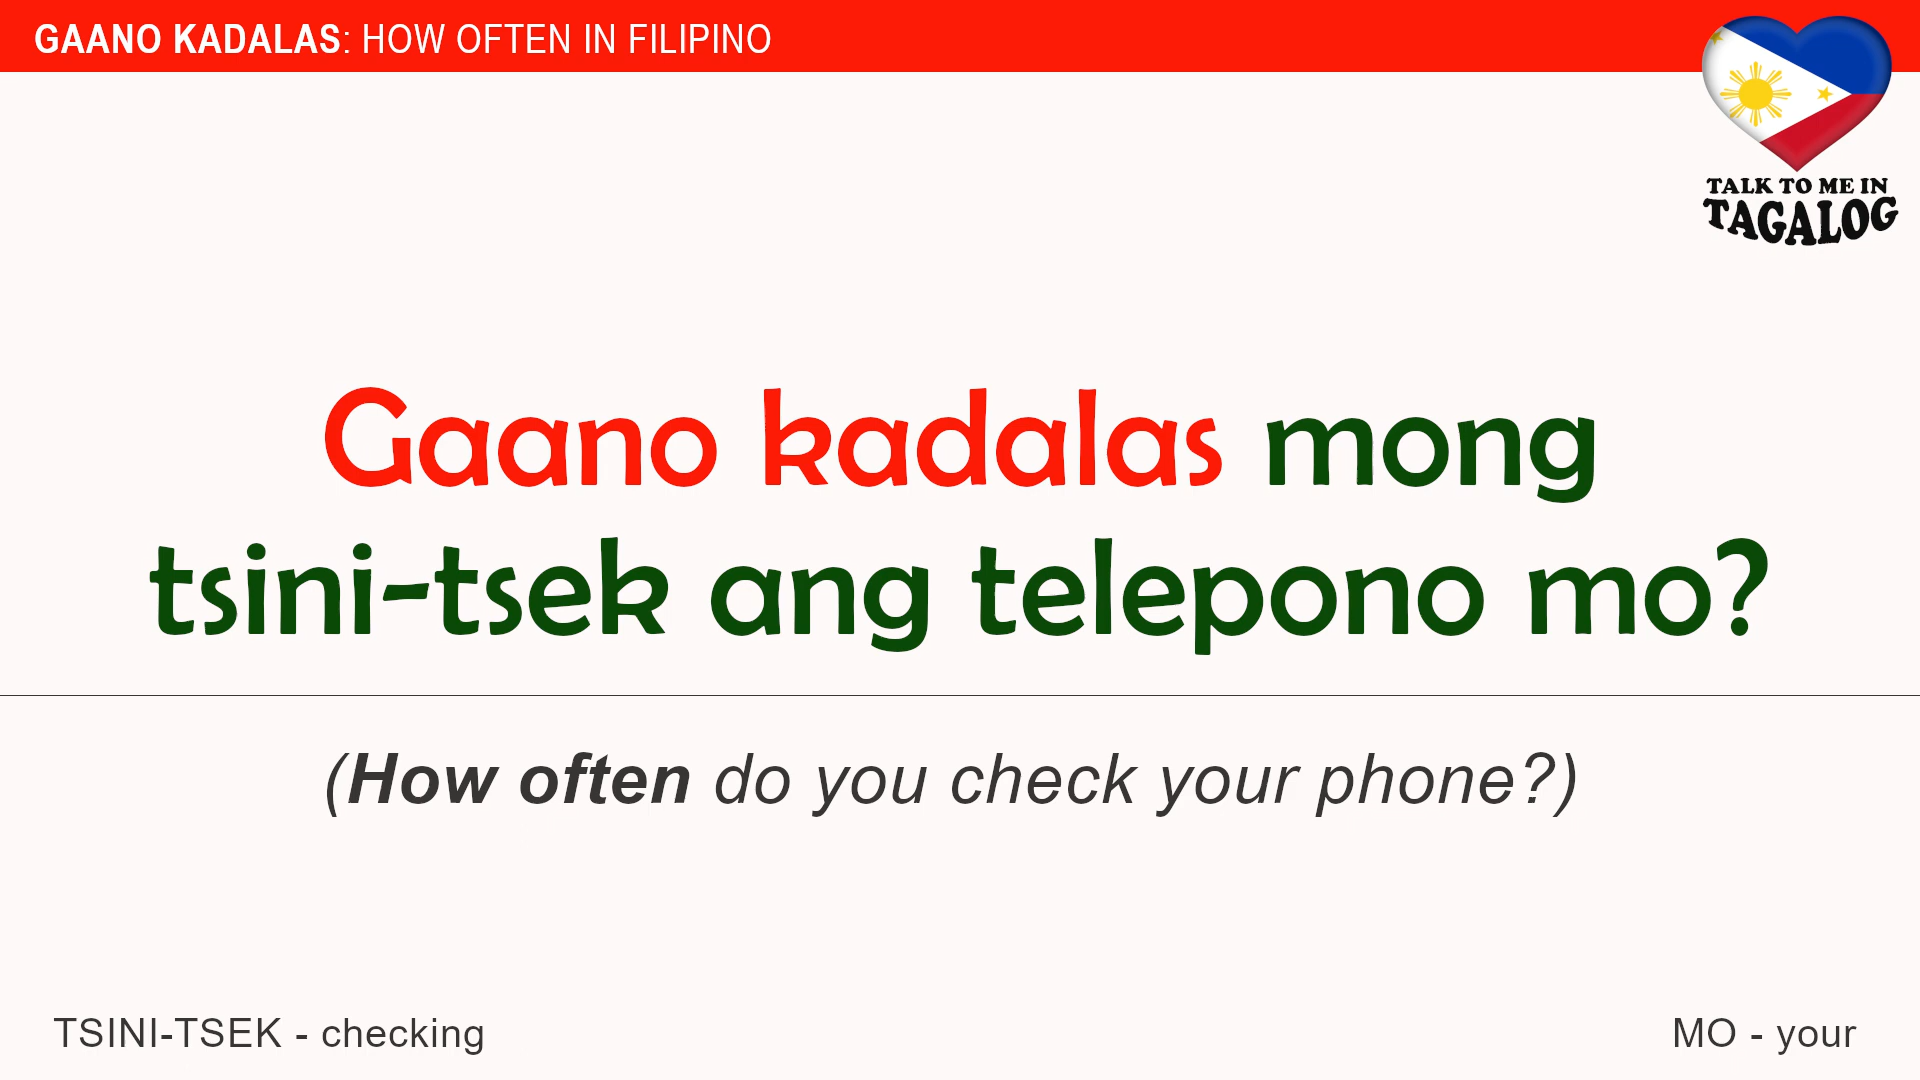 GAANO KADALAS: HOW OFTEN IN FILIPINO
TALK TO ME IN
TAGALOG
Gaano kadalas mong
tsini-tsek ang telepono mo?
(How often do you check your phone?)
TSINI-TSEK - checking
MO - your